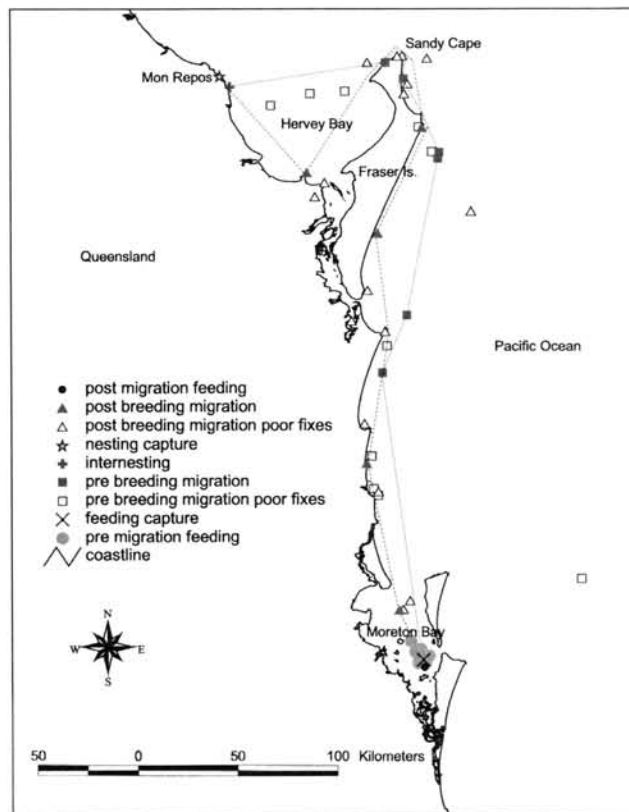 Sandy Cape
Mon Repos
Hervey Bay
Fraser Is.
Queensland
Pacific Ocean
post migration feeding
post breeding migration
post breeding migration poor fixes
nesting capture
internesting
pre breeding migration
pre breeding migration poor fixes
feeding capture
pre migration feeding
coastline
Moreton Bay
N
W E
S
50 0 50 100 Kilometers